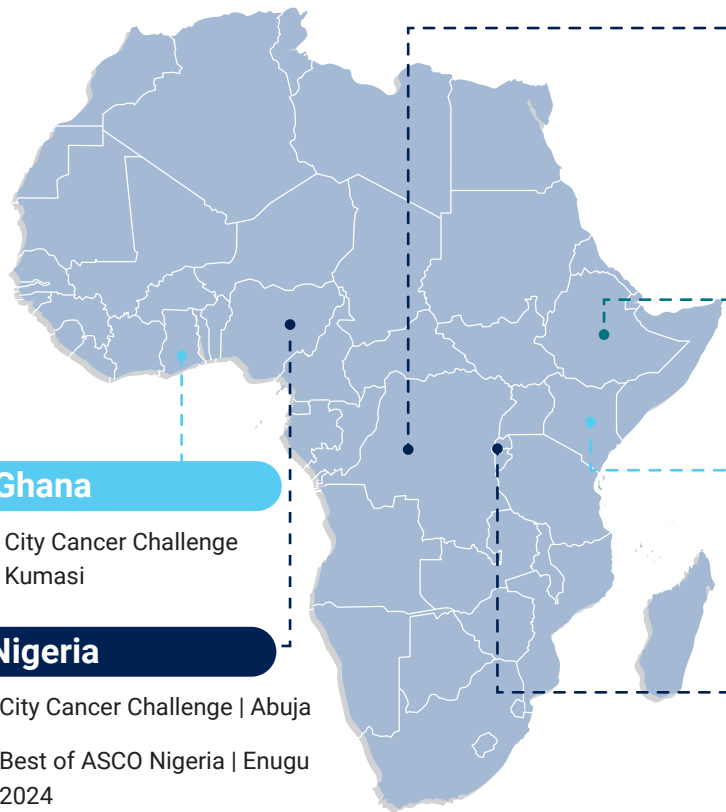 Ghana
City Cancer Challenge
Kumasi
Nigeria
City Cancer Challenge | Abuja
Best of ASCO Nigeria | Enugu
2024